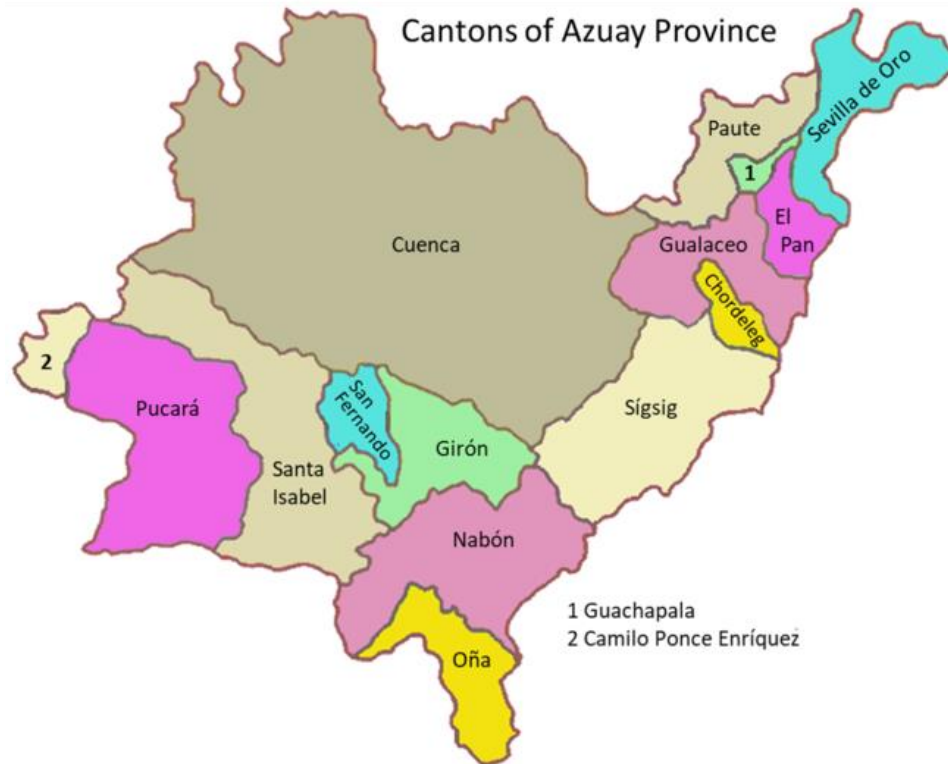 Cantons of Azuay Province
Sevilla de Oro
Paute
1
El
Pan
Cuenca
Gualaceo
Chordeleg
2
Pucará
San
Fernando
Sígsig
Girón
Santa
Isabel
Nabón
1 Guachapala
2 Camilo Ponce Enríquez
Oña